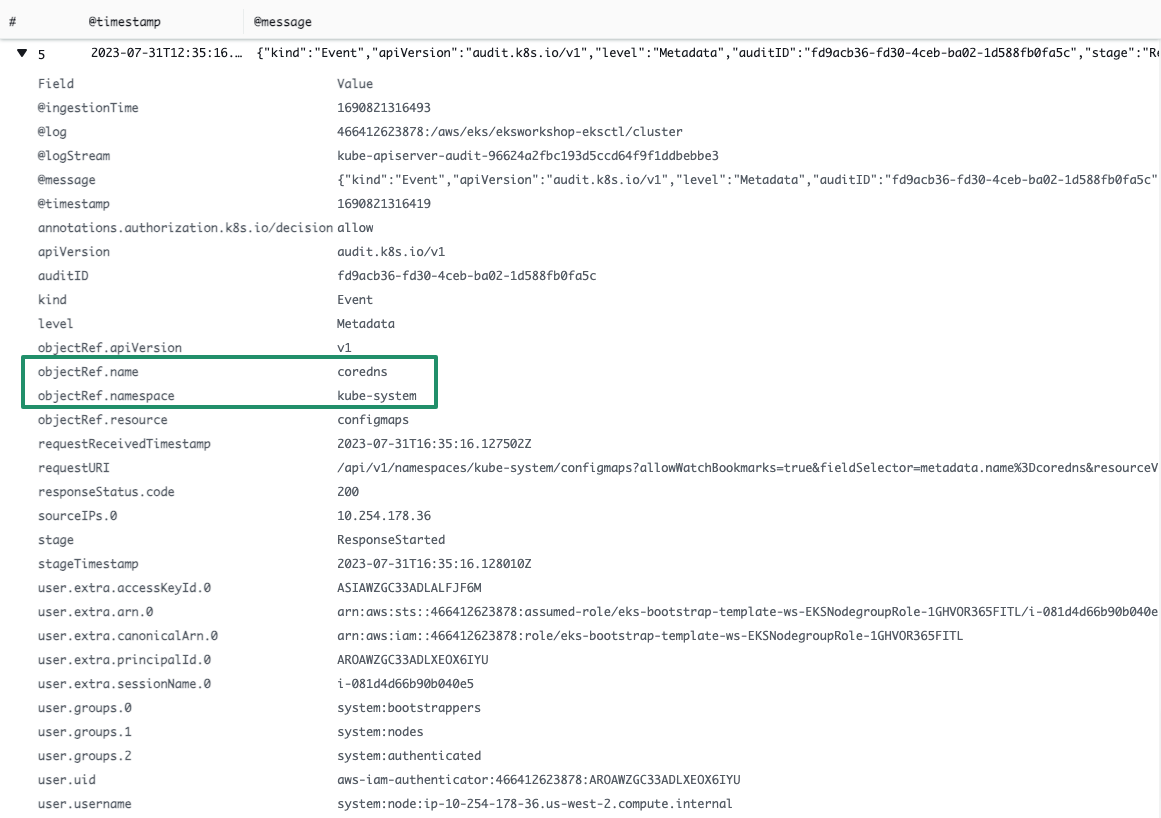 # @timestamp @message
5 2023-07-31T12:35:16.… {"kind":"Event","apiVersion":"audit.k8s.io/v1","level":"Metadata","auditID":"fd9acb36-fd30-4ceb-ba02-1d588fb0fa5c","stage":"Re
Field Value
@ingestionTime 1690821316493
@log 466412623878:/aws/eks/eksworkshop-eksctl/cluster
@logStream kube-apiserver-audit-96624a2fbc193d5ccd64f9f1ddbebbe3
@message {"kind":"Event","apiVersion":"audit.k8s.io/v1","level":"Metadata","auditID":"fd9acb36-fd30-4ceb-ba02-1d588fb0fa5c"
@timestamp 1690821316419
annotations.authorization.k8s.io/decision allow
apiVersion audit.k8s.io/v1
auditID fd9acb36-fd30-4ceb-ba02-1d588fb0fa5c
kind Event
level Metadata
objectRef.apiVersion v1
objectRef.name coredns
objectRef.namespace kube-system
objectRef.resource configmaps
requestReceivedTimestamp 2023-07-31T16:35:16.127502Z
requestURI /api/v1/namespaces/kube-system/configmaps?allowWatchBookmarks=true&fieldSelector=metadata.name%3Dcoredns&resourceV
responseStatus.code 200
sourceIPs.0 10.254.178.36
stage ResponseStarted
stageTimestamp 2023-07-31T16:35:16.128010Z
user.extra.accessKeyId.0 ASIAWZGC33ADLALFJF6M
user.extra.arn.0 arn:aws:sts::466412623878:assumed-role/eks-bootstrap-template-ws-EKSNodegroupRole-1GHVOR365FITL/i-081d4d66b90b040e
user.extra.canonicalArn.0 arn:aws:iam::466412623878:role/eks-bootstrap-template-ws-EKSNodegroupRole-1GHVOR365FITL
user.extra.principalId.0 AROAWZGC33ADLXEOX6IYU
user.extra.sessionName.0 i-081d4d66b90b040e5
user.groups.0 system:bootstrappers
user.groups.1 system:nodes
user.groups.2 system:authenticated
user.uid aws-iam-authenticator:466412623878:AROAWZGC33ADLXEOX6IYU
user.username system:node:ip-10-254-178-36.us-west-2.compute.internal